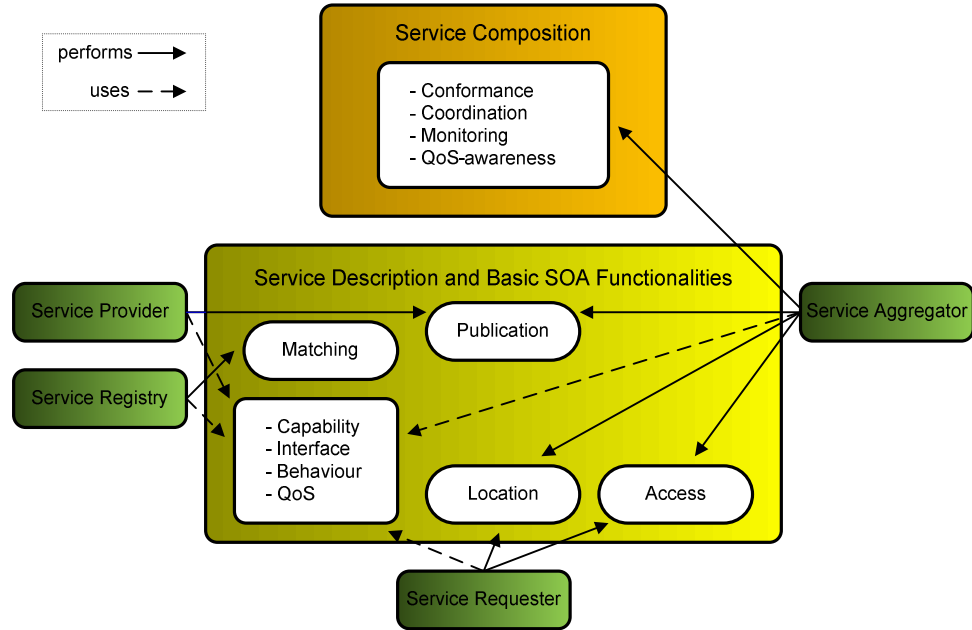 performs
uses
Service Composition
- Conformance
- Coordination
- Monitoring
- QoS-awareness
Service Description and Basic SOA Functionalities
Service Provider
Publication
Service Aggregator
Matching
Service Registry
- Capability
- Interface
- Behaviour
- QoS
Location
Access
Service Requester